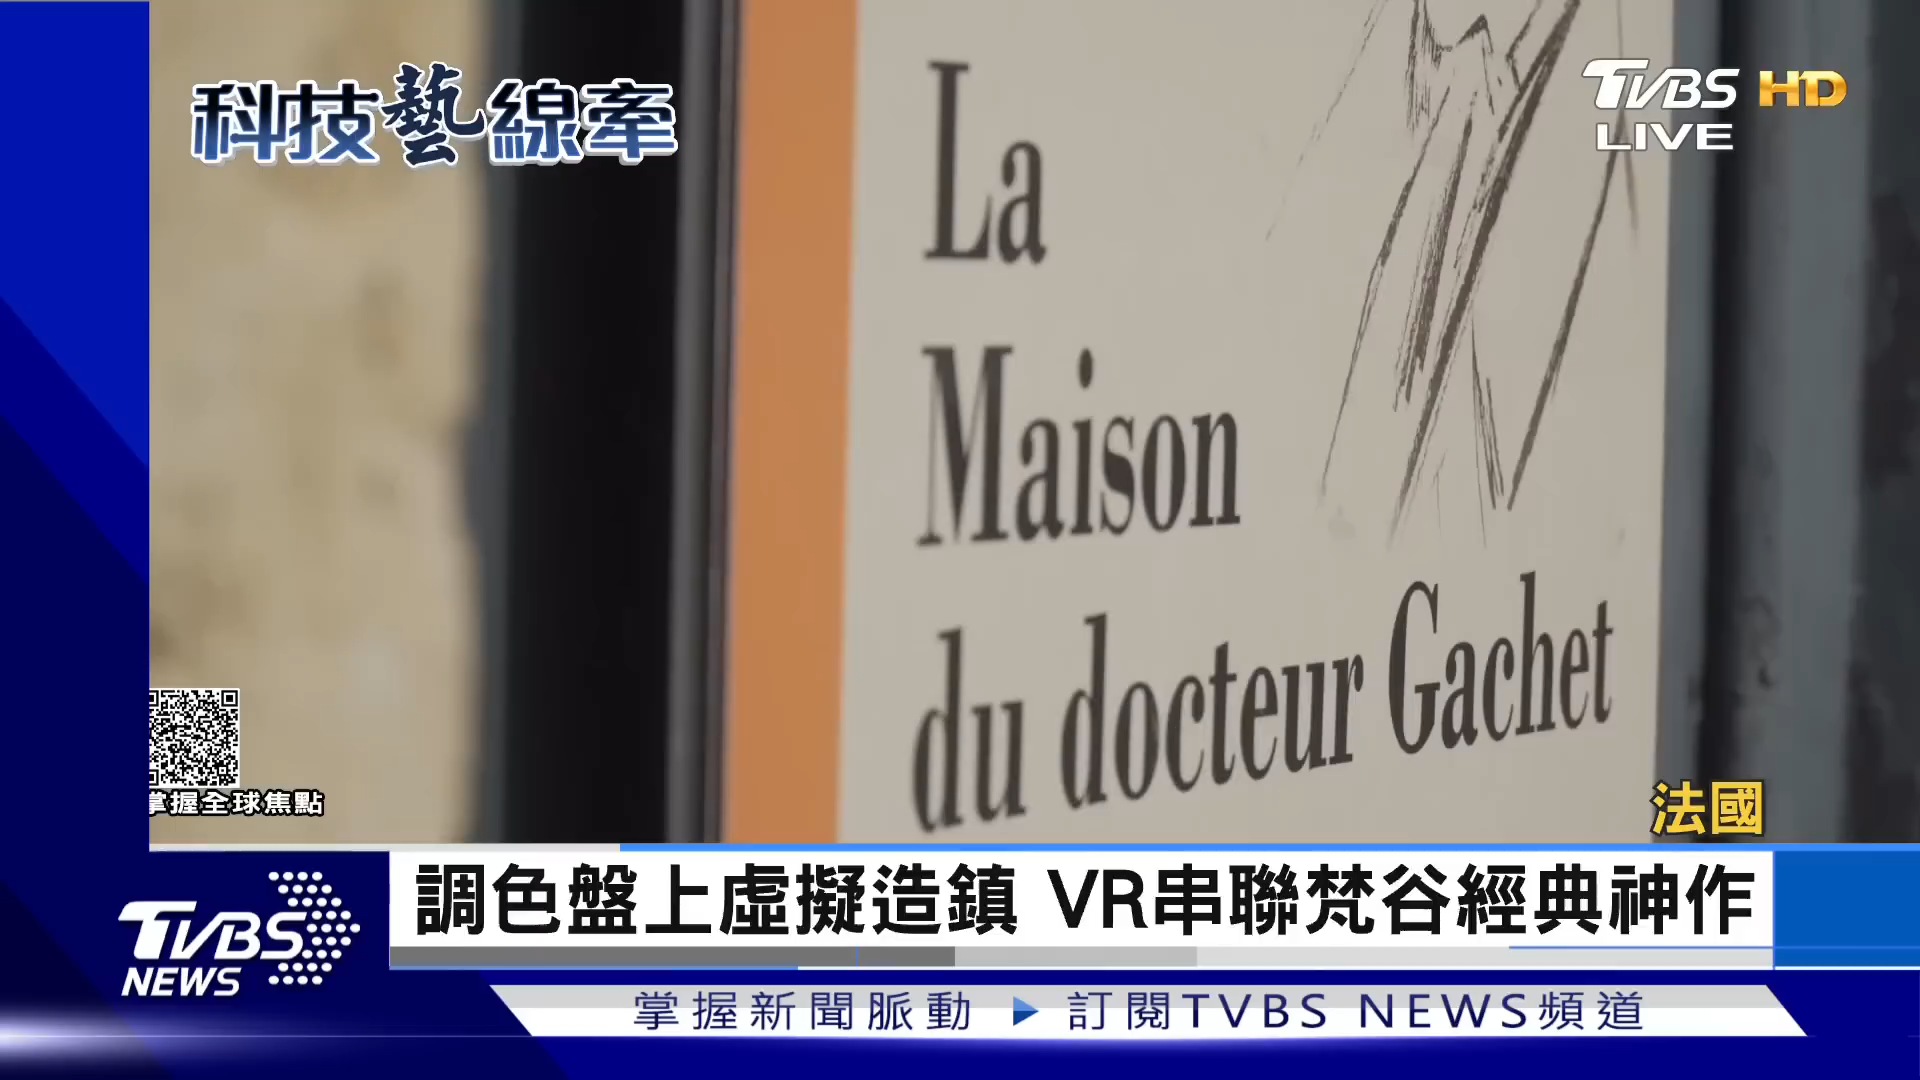 科技藝線牽
TVBS HD
LIVE
La
Maison
du docteur Gachet
掌握全球焦點
法國
調色盤上虛擬造鎮 VR串聯梵谷經典神作
TVBS
NEWS
掌握新聞脈動 訂閱TVBS NEWS頻道